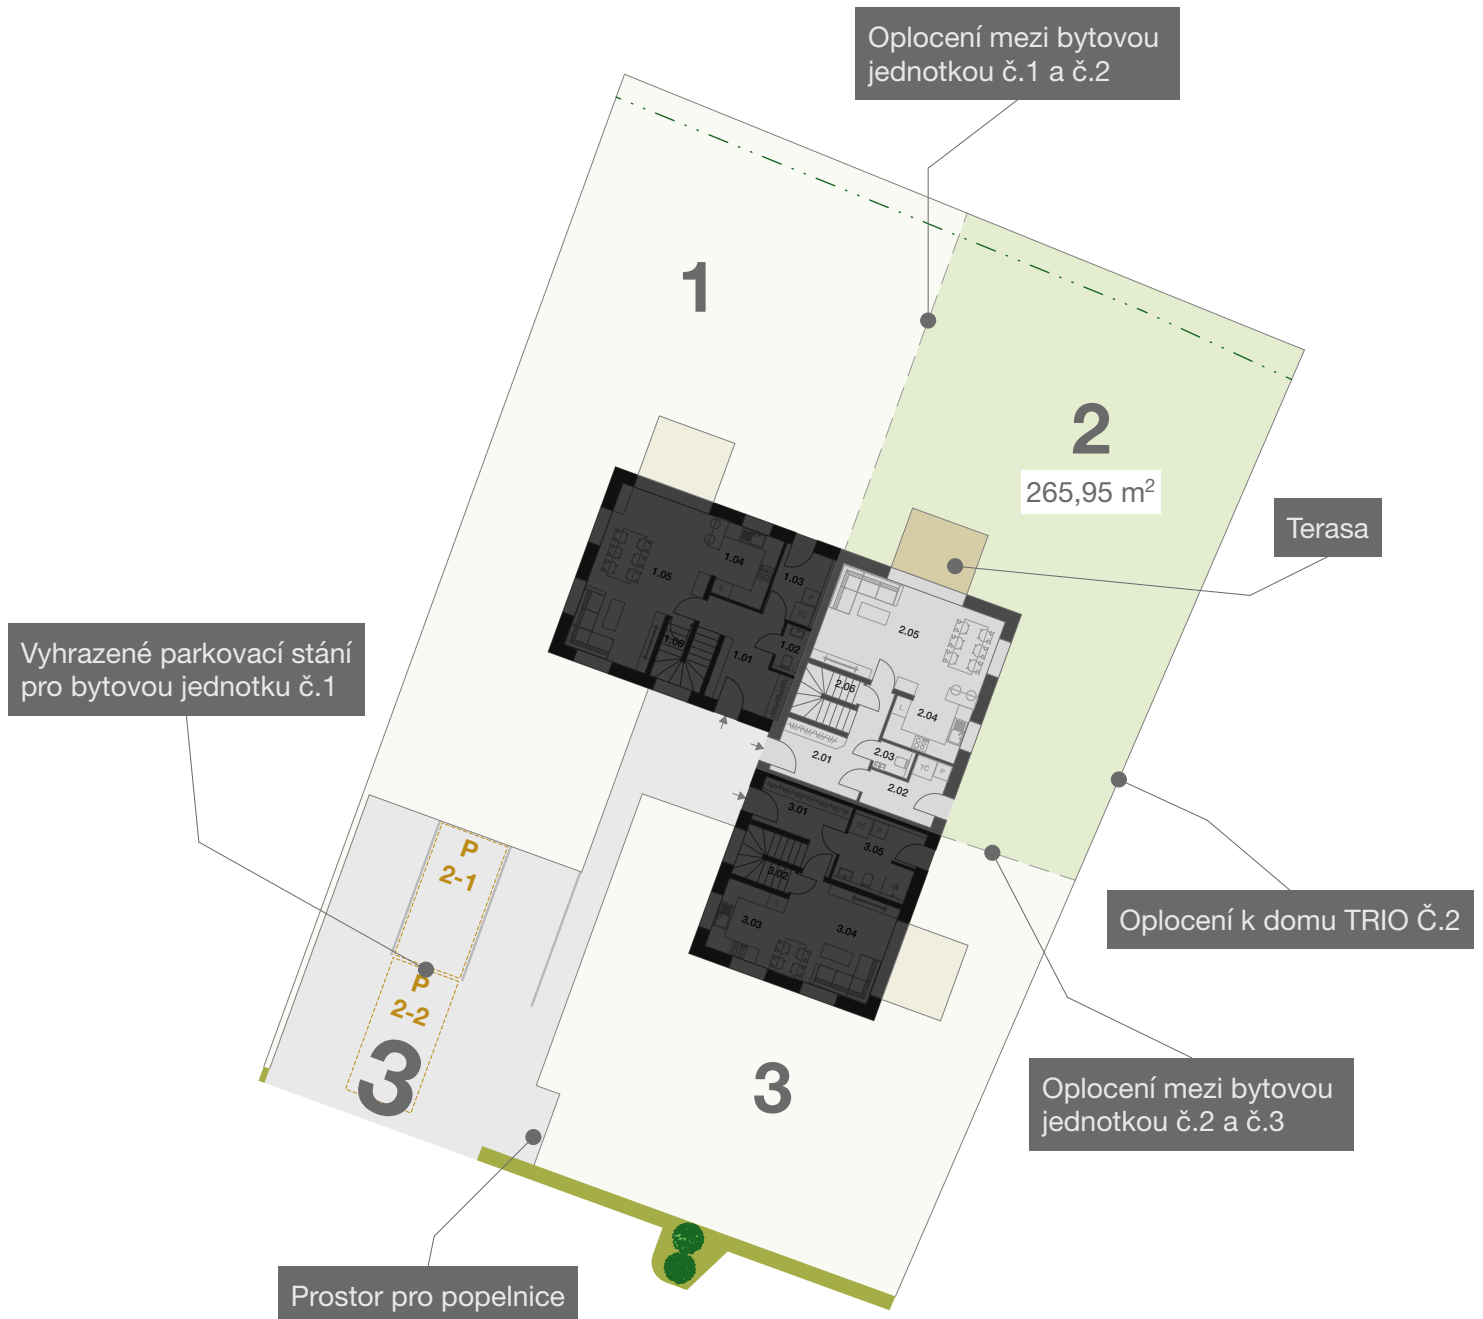 Oplocení mezi bytovou
jednotkou č.1 a č.2
1
2
265,95 m²
Terasa
1.04
1.05
1.03
TČ
P
L
1.06
1.02
1.01
2.05
2.06
L
2.04
2.03
2.01
TČ
P
2.02
Vyhrazené parkovací stání
pro bytovou jednotku č.1
3.01
TČ
P
3.05
3.02
L
3.03
3.04
P
2-1
P
2-2
3
3
Oplocení k domu TRIO Č.2
Oplocení mezi bytovou
jednotkou č.2 a č.3
Prostor pro popelnice